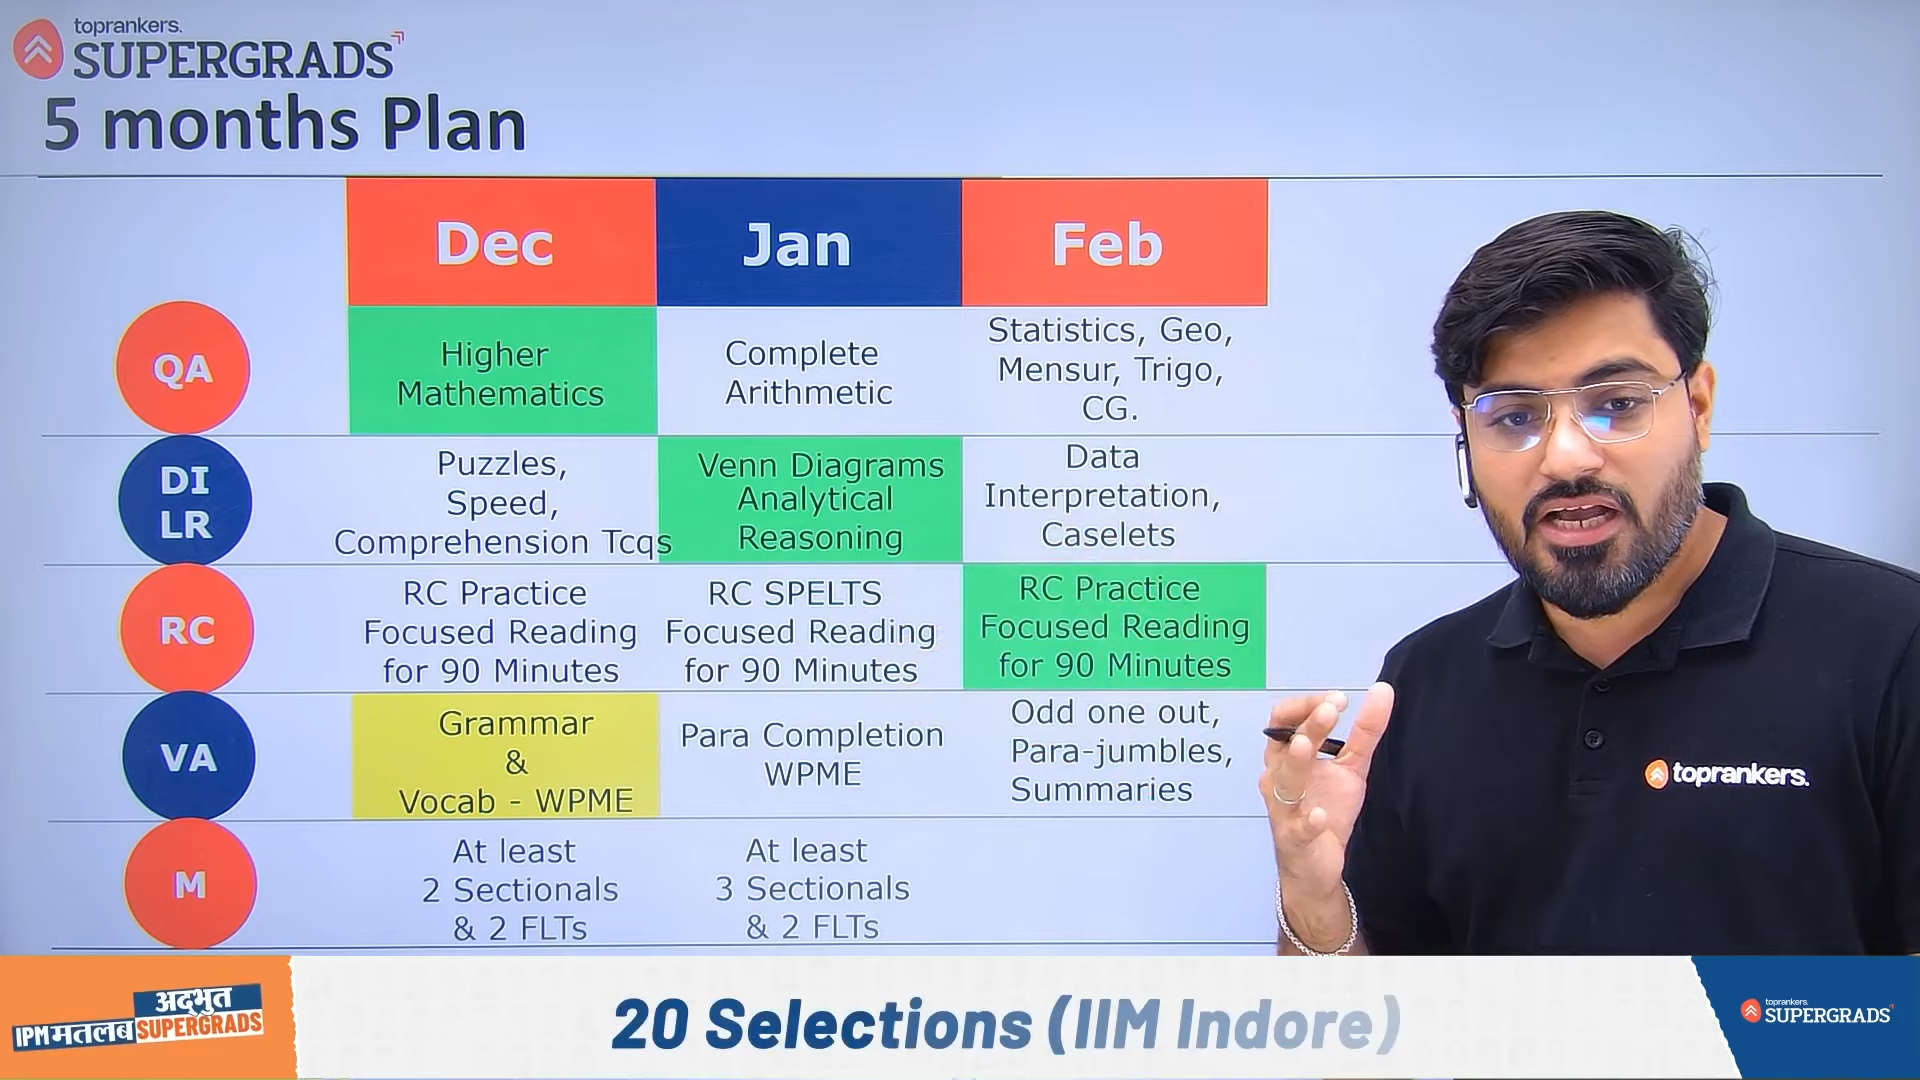 toprankers.
SUPERGRADS
5 months Plan
Dec
Jan
Feb
QA
Higher
Mathematics
Complete
Arithmetic
Statistics, Geo,
Mensur, Trigo,
CG.
DI
LR
Puzzles,
Speed,
Comprehension Tcqs
Venn Diagrams
Analytical
Reasoning
Data
Interpretation,
Caselets
RC
RC Practice
Focused Reading
for 90 Minutes
RC SPELTS
Focused Reading
for 90 Minutes
RC Practice
Focused Reading
for 90 Minutes
VA
Grammar
&
Vocab - WPME
Para Completion
WPME
Odd one out,
Para-jumbles,
Summaries
M
At least
2 Sectionals
& 2 FLTs
At least
3 Sectionals
& 2 FLTs
toprankers.
IPM मतलब
अद्भुत
SUPERGRADS
20 Selections (IIM Indore)
toprankers.
SUPERGRADS